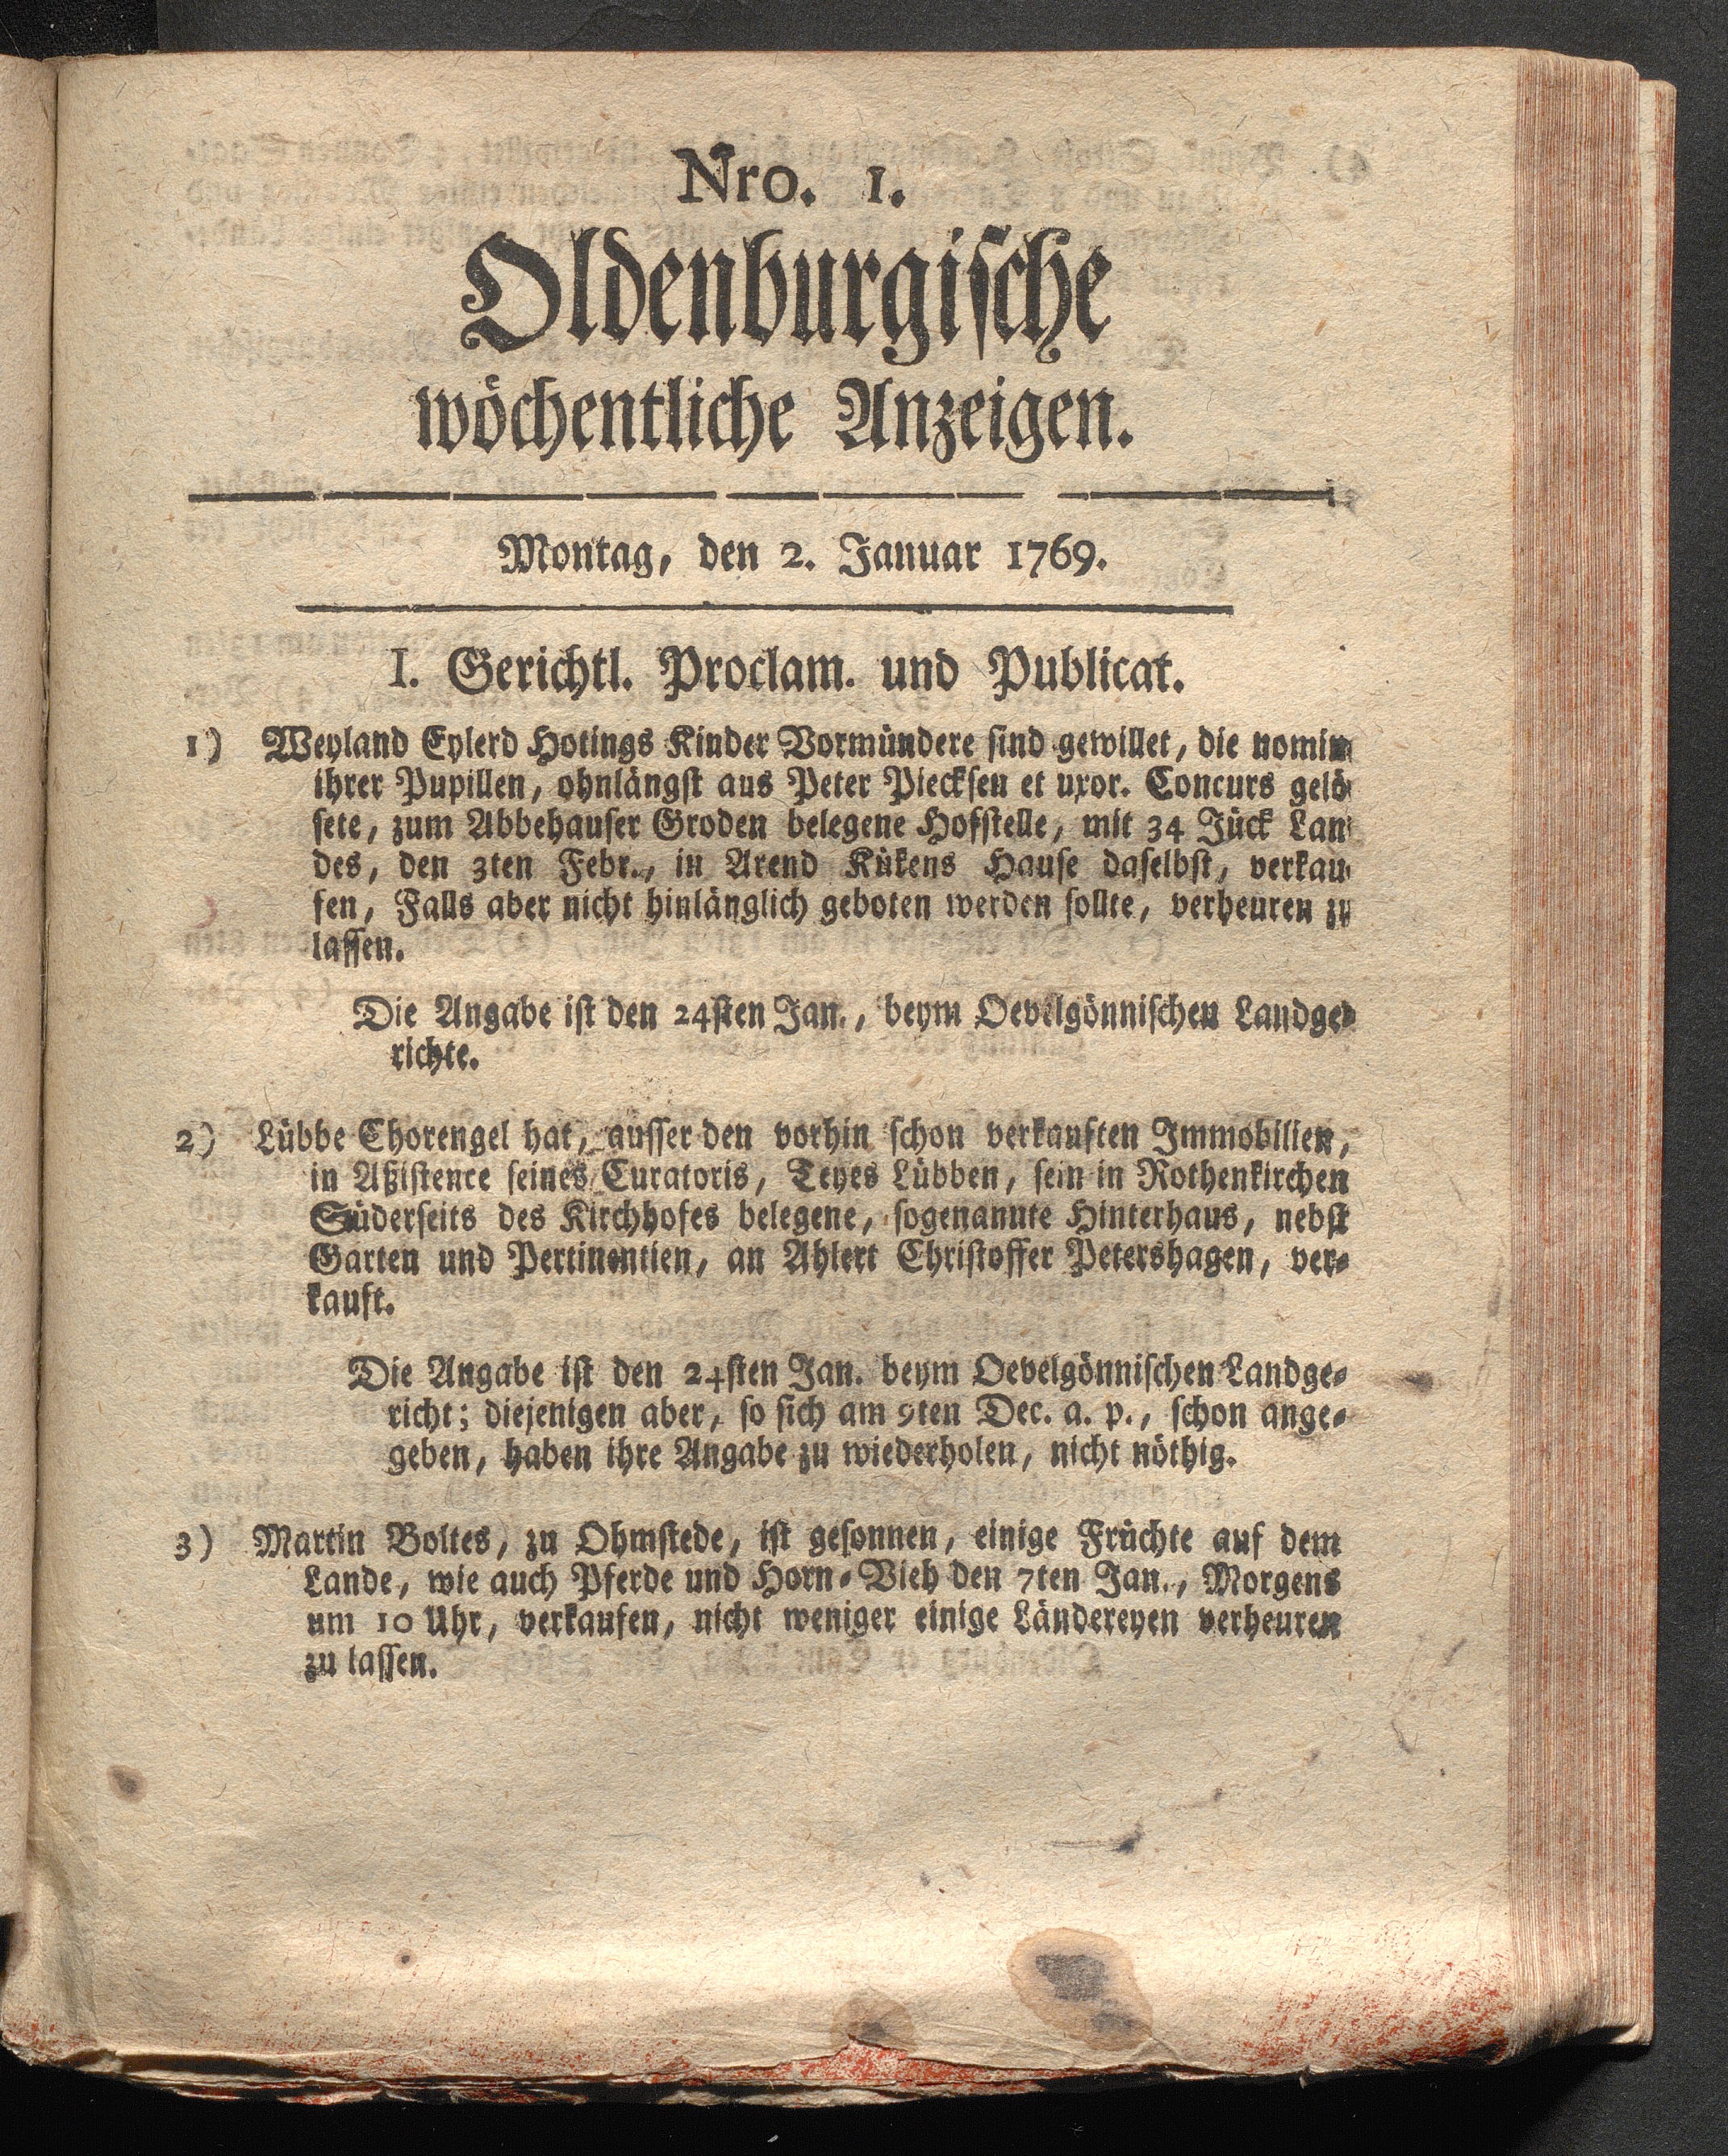 Nro. 1.
Oldenburgische
wöchentliche Anzeigen.
Montag, den 2. Januar 1769.
I. Gerichtl. Proclam. und Publicat.
1) Weyland Eylerd Hotings Kinder Vormündere sind gewillet, die nomine
ihrer Pupillen, ohnlängst aus Peter Piecksen et uxor. Concurs gelö⸗
sete, zum Abbehauser Groden belegene Hofstelle, mit 34 Jück Lan⸗
des, den 3ten Febr., in Arend Kükens Hause daselbst, verkau⸗
fen, Falls aber nicht hinlänglich geboten werden sollte, verheuren zu
lassen.
Die Angabe ist den 24sten Jan., beym Oevelgönnischen Landge⸗
richte.
2) Lübbe Chorengel hat, ausser den vorhin schon verkauften Immobilien,
in Aßistence seines Curatoris, Teyes Lübben, sein in Rothenkirchen
Süderseits des Kirchhofes belegene, sogenannte Hinterhaus, nebst
Garten und Pertinentien, an Ahlert Christoffer Petershagen, ver⸗
kauft.
Die Angabe ist den 24sten Jan. beym Oevelgönnischen Landge⸗
richt; diejenigen aber, so sich am 9ten Dec. a. p., schon ange⸗
geben, haben ihre Angabe zu wiederholen, nicht nöthig.
3) Martin Boltes, zu Ohmstede, ist gesonnen, einige Früchte auf dem
Lande, wie auch Pferde und Horn⸗Vieh den 7ten Jan., Morgens
um 10 Uhr, verkaufen, nicht weniger einige Ländereyen verheuren
zu lassen.